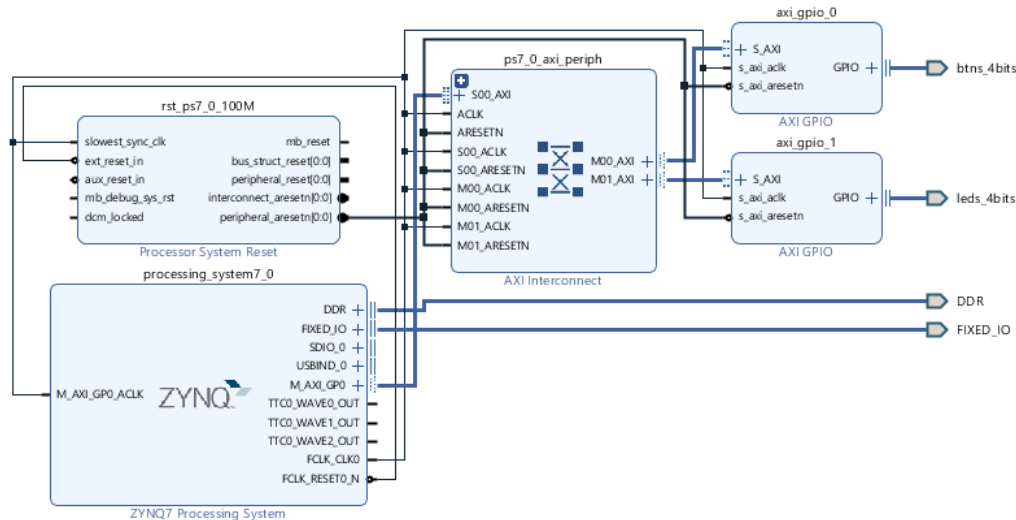 axi_gpio_0
S_AXI
s_axi_aclk
s_axi_aresetn
GPIO
AXI GPIO
btns_4bits
ps7_0_axi_periph
S00_AXI
ACLK
ARESETN
S00_ACLK
S00_ARESETN
M00_ACLK
M00_ARESETN
M01_ACLK
M01_ARESETN
M00_AXI
M01_AXI
AXI Interconnect
rst_ps7_0_100M
slowest_sync_clk
ext_reset_in
aux_reset_in
mb_debug_sys_rst
dcm_locked
mb_reset
bus_struct_reset[0:0]
peripheral_reset[0:0]
interconnect_aresetn[0:0]
peripheral_aresetn[0:0]
Processor System Reset
axi_gpio_1
S_AXI
s_axi_aclk
s_axi_aresetn
GPIO
AXI GPIO
leds_4bits
processing_system7_0
M_AXI_GP0_ACLK
ZYNQ
DDR
FIXED_IO
SDIO_0
USBIND_0
M_AXI_GP0
TTC0_WAVE0_OUT
TTC0_WAVE1_OUT
TTC0_WAVE2_OUT
FCLK_CLK0
FCLK_RESET0_N
ZYNQ7 Processing System
DDR
FIXED_IO